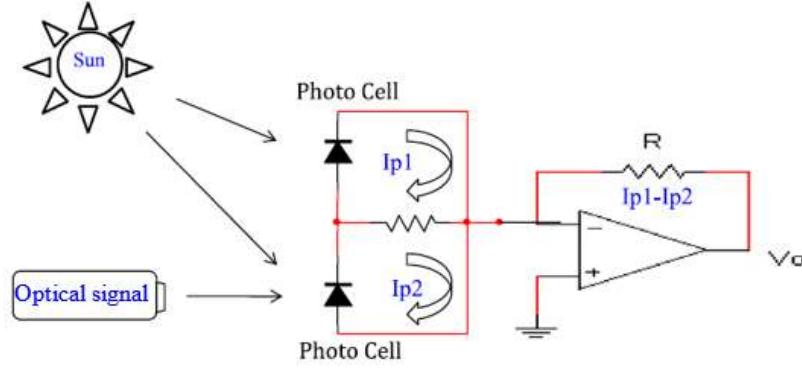 Sun
Photo Cell
Ip1
R
Ip1-Ip2
Vo
Optical signal
Ip2
Photo Cell